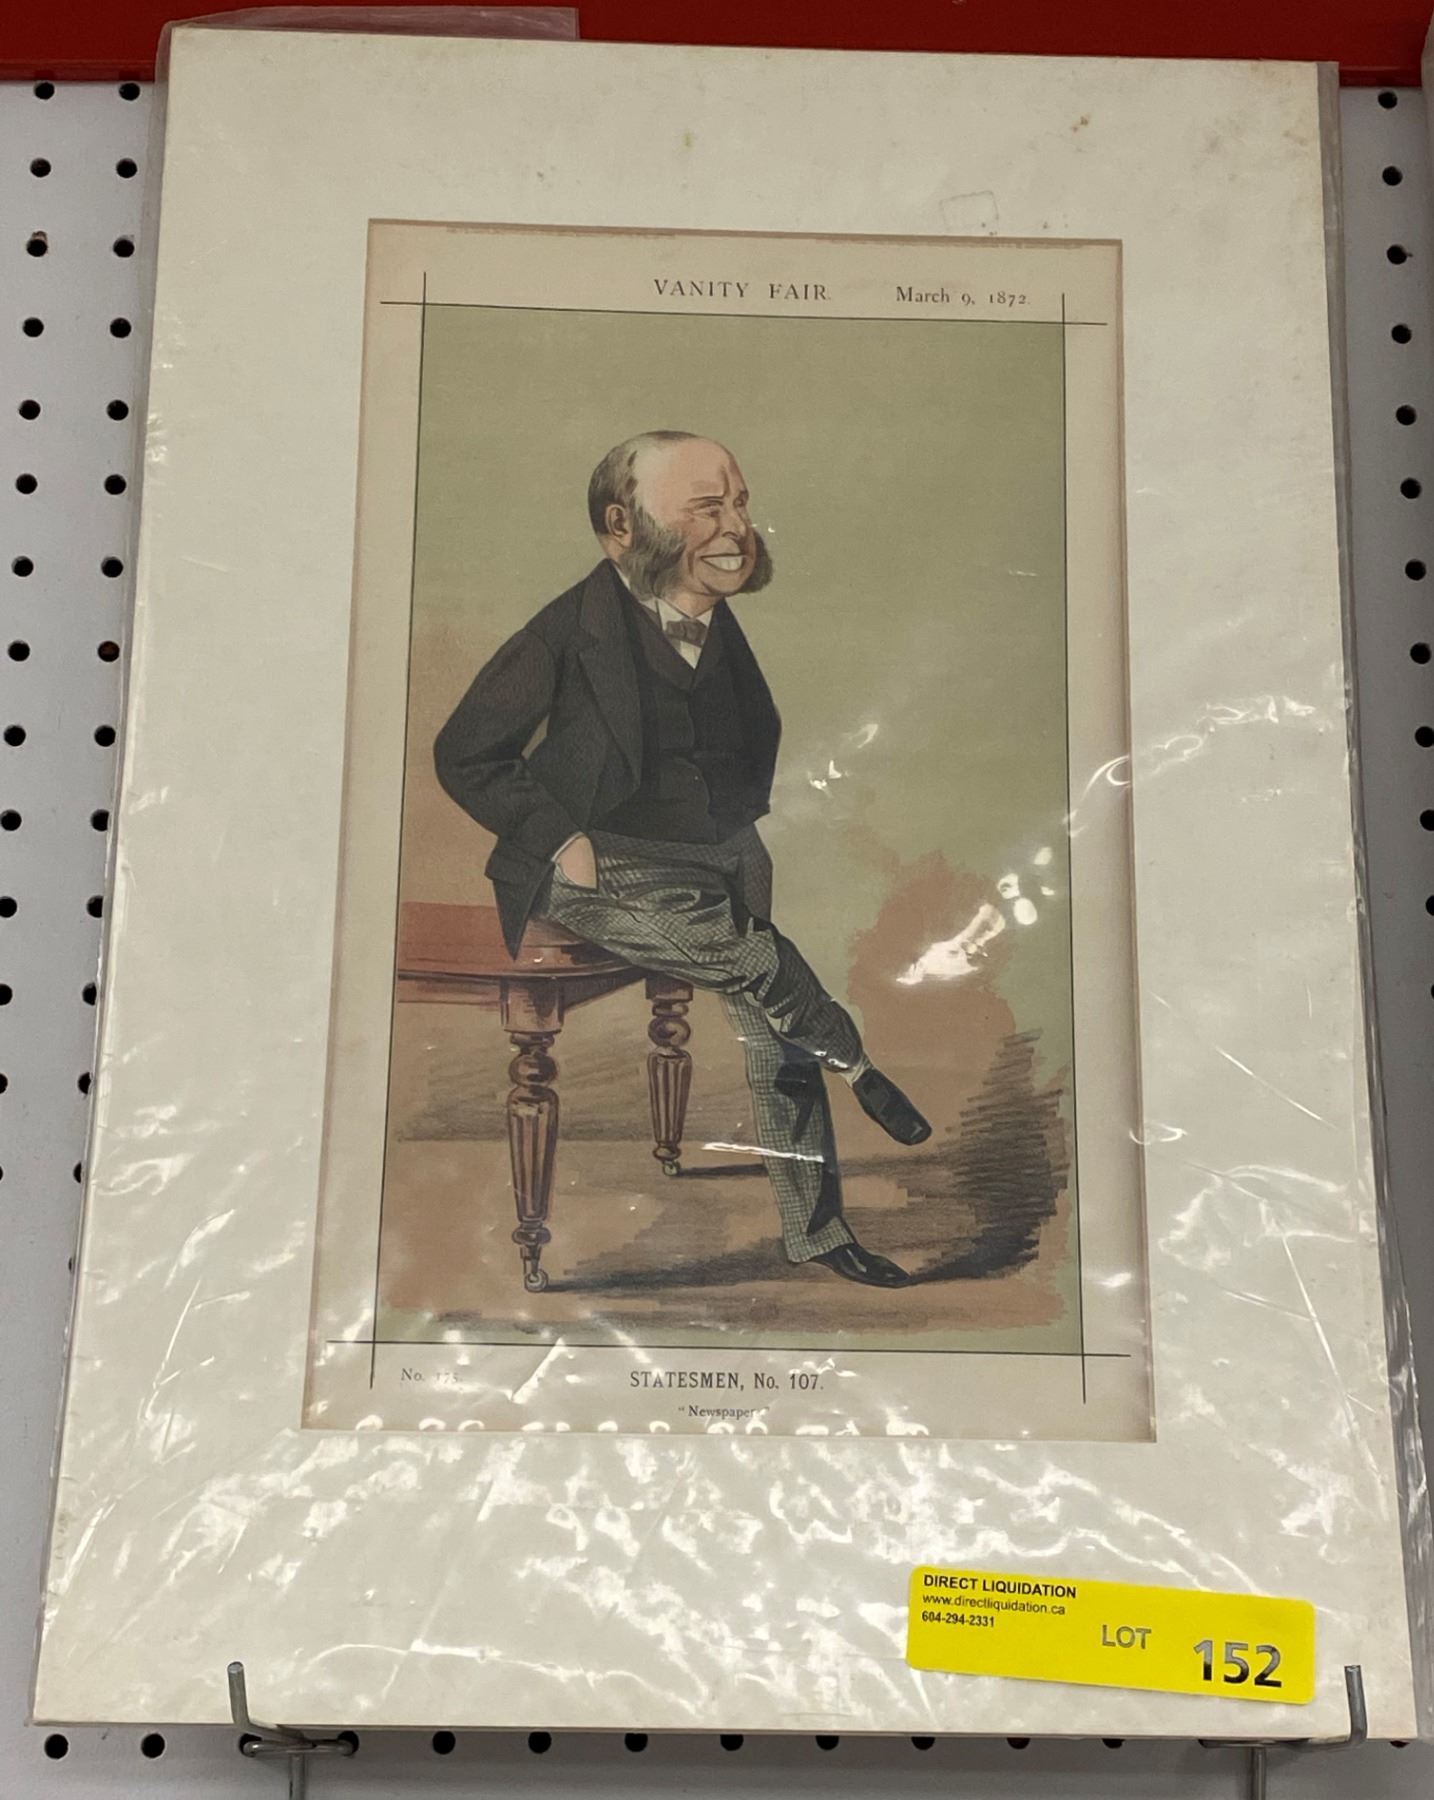 VANITY FAIR. March 9, 1872.
No. 175.
STATESMEN, No. 107.
"Newspapers"
DIRECT LIQUIDATION
www.directliquidation.ca
604-294-2331
LOT 152